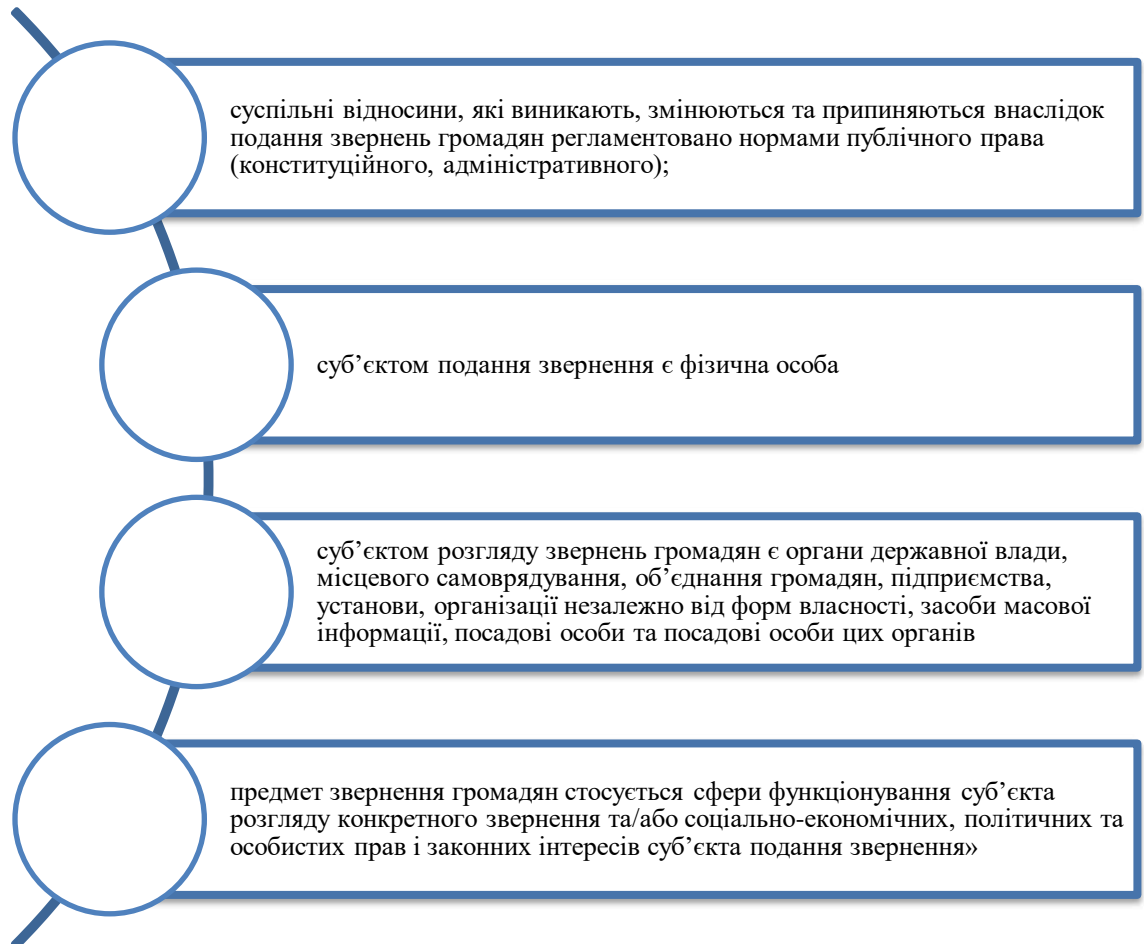 суспільні відносини, які виникають, змінюються та припиняються внаслідок
подання звернень громадян регламентовано нормами публічного права
(конституційного, адміністративного);
суб’єктом подання звернення є фізична особа
суб’єктом розгляду звернень громадян є органи державної влади,
місцевого самоврядування, об’єднання громадян, підприємства,
установи, організації незалежно від форм власності, засоби масової
інформації, посадові особи та посадові особи цих органів
предмет звернення громадян стосується сфери функціонування суб’єкта
розгляду конкретного звернення та/або соціально-економічних, політичних та
особистих прав і законних інтересів суб’єкта подання звернення»